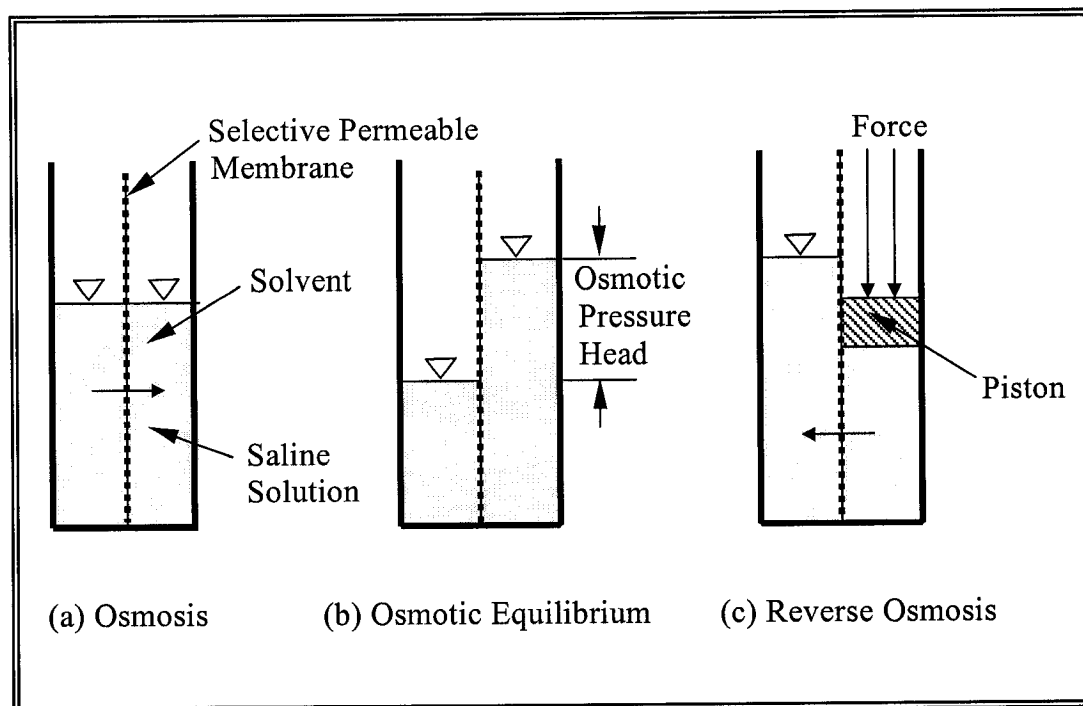 Selective Permeable
Membrane
Solvent
Saline
Solution
Osmotic
Pressure
Head
Force
Piston
(a) Osmosis
(b) Osmotic Equilibrium
(c) Reverse Osmosis